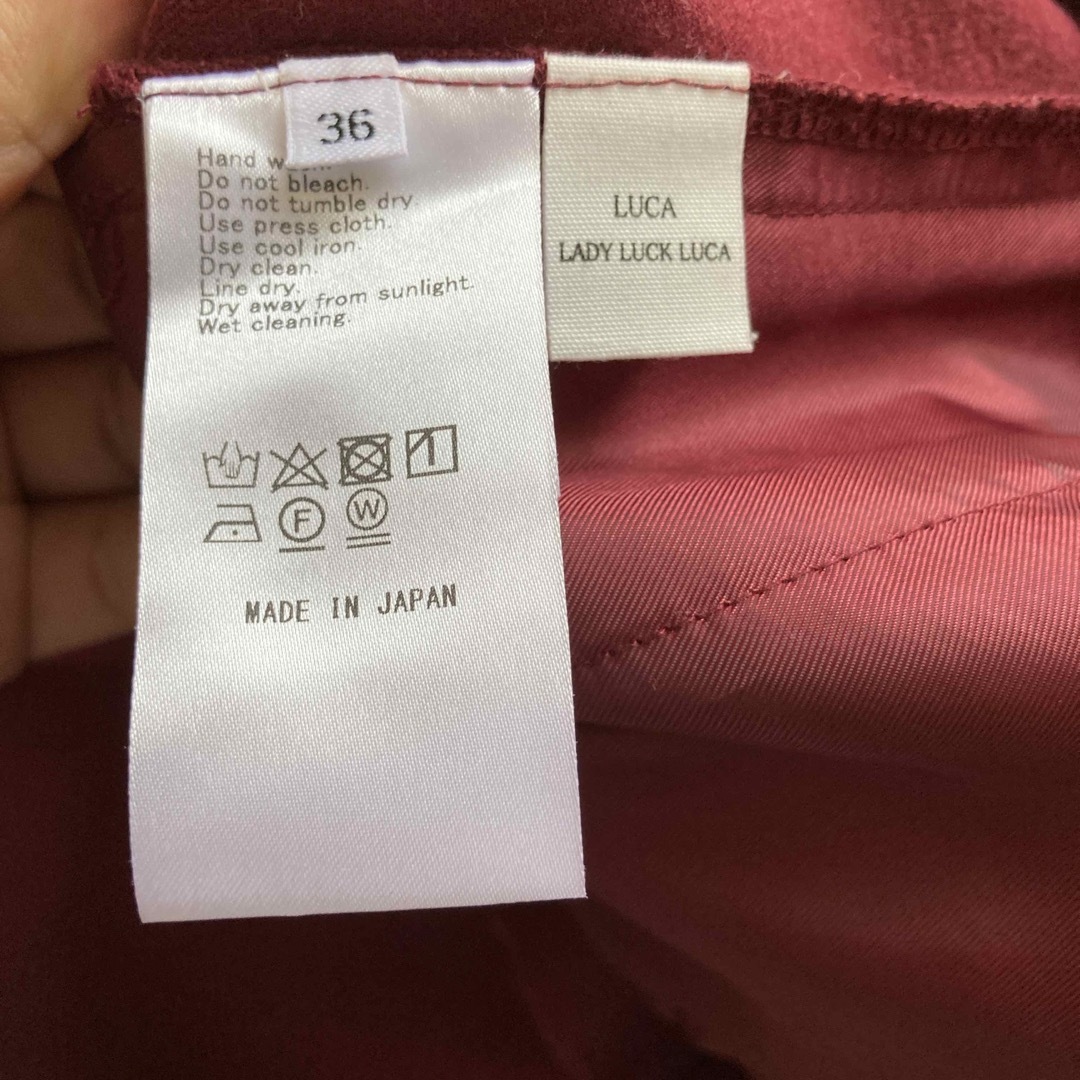 36
Hand
Do not bleach.
Do not tumble dry
Use press cloth.
Use cool iron.
Dry clean.
Line dry.
Dry away from sunlight.
Wet cleaning.
F
W
MADE IN JAPAN
LUCA
LADY LUCK LUCA